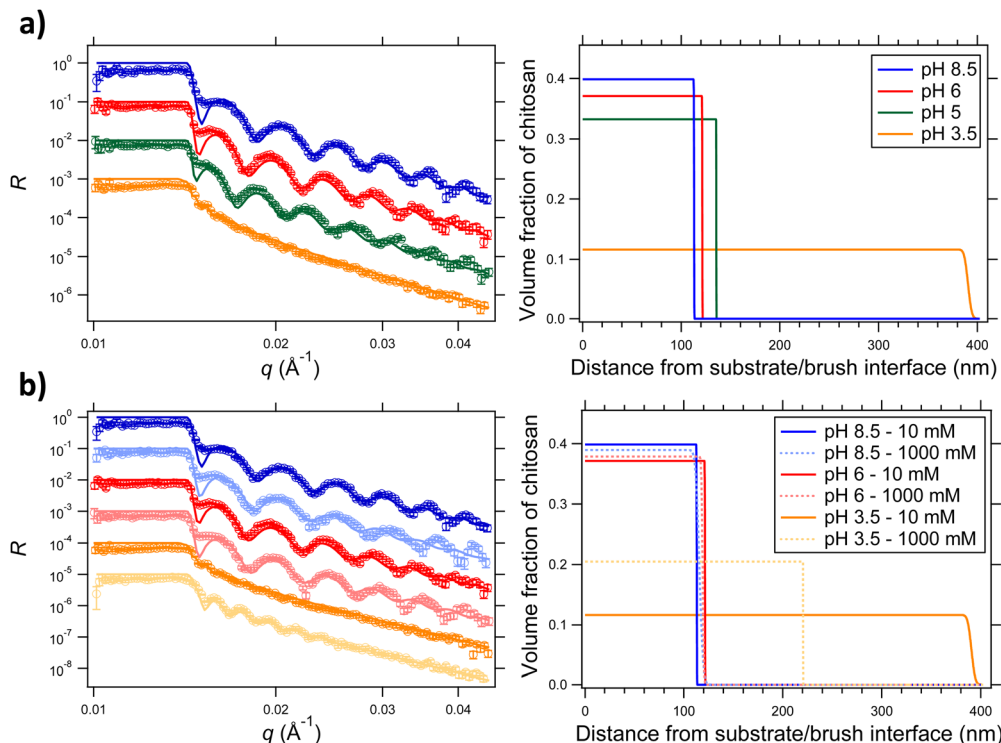 a)
R
10⁰
10⁻¹
10⁻²
10⁻³
10⁻⁴
10⁻⁵
10⁻⁶
0.01
0.02
0.03
0.04
q (Å⁻¹)
Volume fraction of chitosan
0.4
0.3
0.2
0.1
0.0
pH 8.5
pH 6
pH 5
pH 3.5
0
100
200
300
400
Distance from substrate/brush interface (nm)
b)
R
10⁰
10⁻¹
10⁻²
10⁻³
10⁻⁴
10⁻⁵
10⁻⁶
10⁻⁷
10⁻⁸
0.01
0.02
0.03
0.04
q (Å⁻¹)
Volume fraction of chitosan
0.4
0.3
0.2
0.1
0.0
pH 8.5 - 10 mM
pH 8.5 - 1000 mM
pH 6 - 10 mM
pH 6 - 1000 mM
pH 3.5 - 10 mM
pH 3.5 - 1000 mM
0
100
200
300
400
Distance from substrate/brush interface (nm)